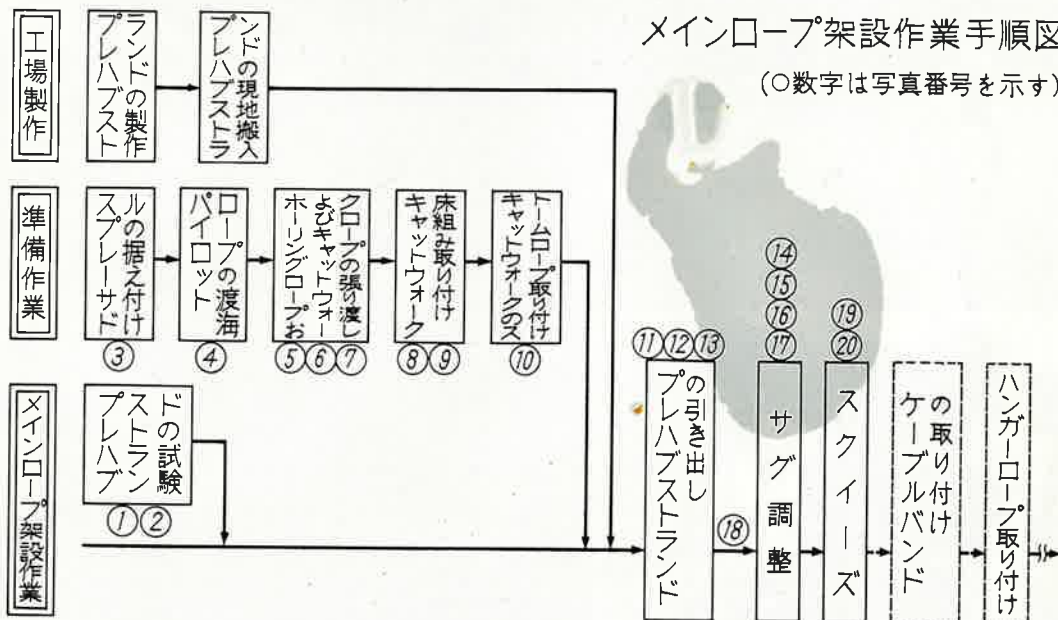 メインロープ架設作業手順図
(○数字は写真番号を示す)
工場製作
プレハブスト
ランドの製作
プレハブストラ
ンドの現地搬入
準備作業
スプレーサド
ルの据え付け
③
パイロット
ロープの渡海
④
ホーリングロープお
よびキャットウォー
クロープの張り渡し
⑤⑥⑦
キャットウォーク
床組み取り付け
⑧⑨
キャットウォークのス
トームロープ取り付け
⑩
メインロープ架設作業
プレハブ
ストラン
ドの試験
①②
⑪⑫⑬
プレハブストランド
の引き出し
⑱
⑭
⑮
⑯
⑰
サグ調整
⑲
⑳
スクイーズ
ケーブルバンド
の取り付け
ハンガーロープ取り付け